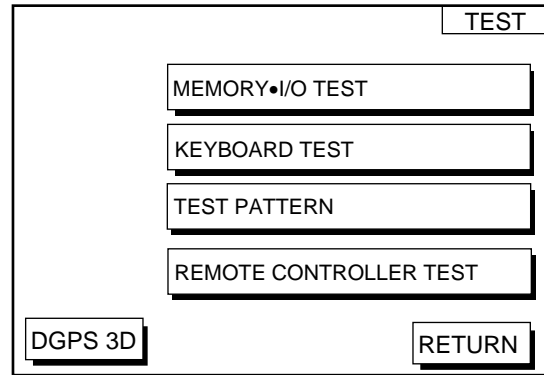 TEST
MEMORY•I/O TEST
KEYBOARD TEST
TEST PATTERN
REMOTE CONTROLLER TEST
DGPS 3D
RETURN